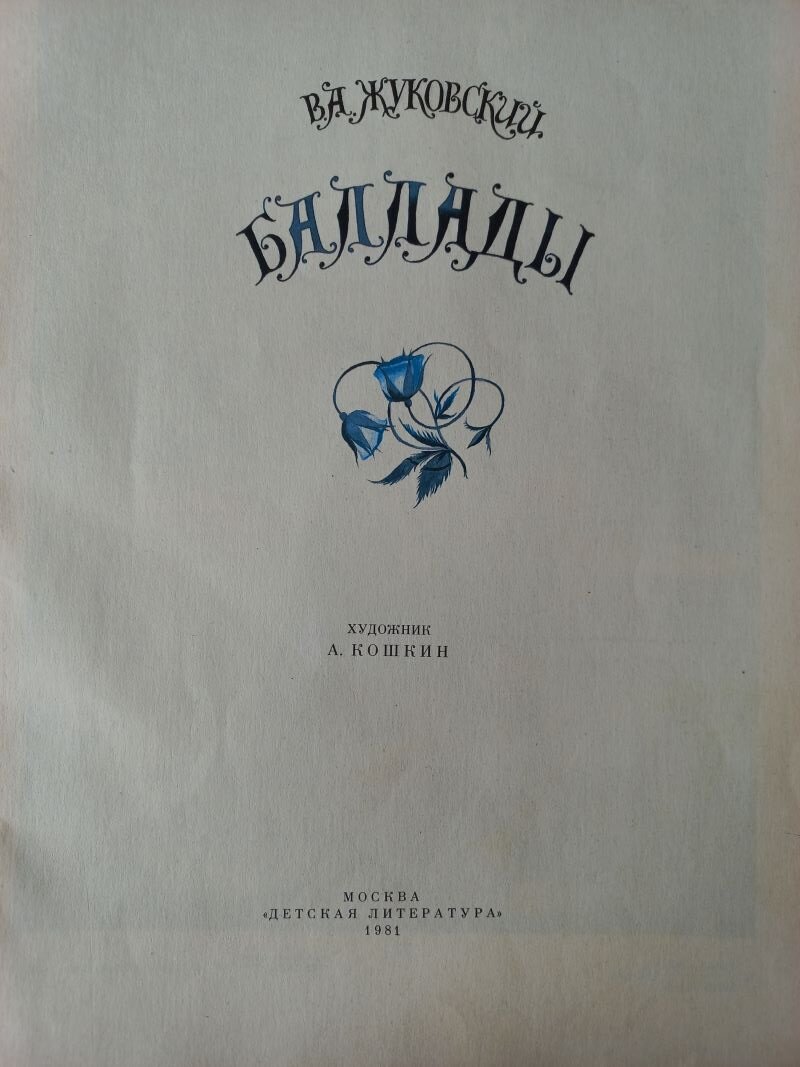 В.А. ЖУКОВСКИЙ
БАЛЛАДЫ
ХУДОЖНИК
А. КОШКИН
МОСКВА
«ДЕТСКАЯ ЛИТЕРАТУРА»
1981